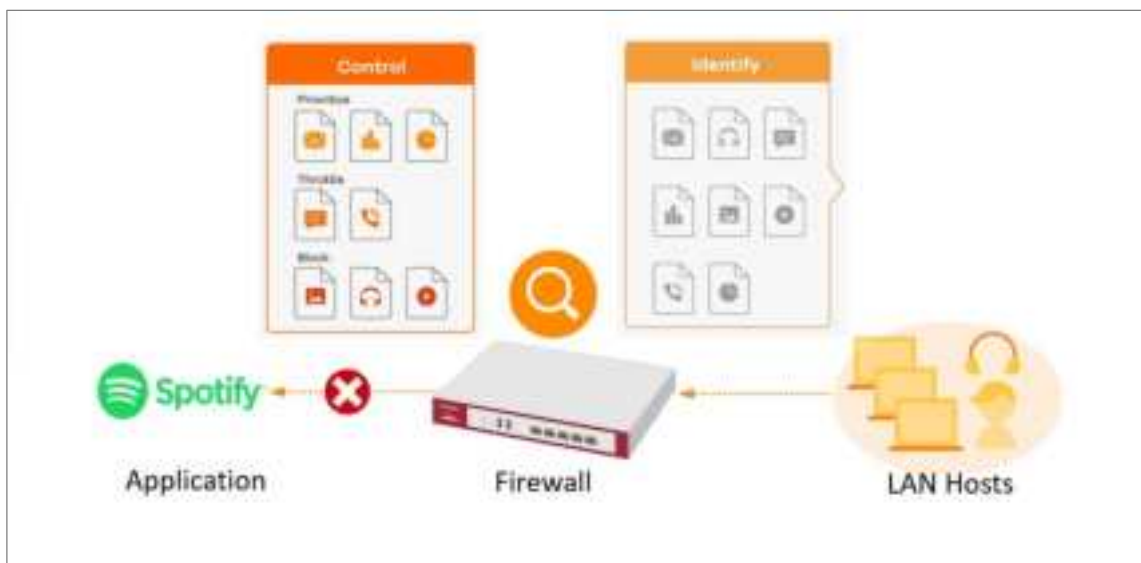 Control
Identify
Prioritize
Throttle
Block
Spotify
Application
Firewall
LAN Hosts